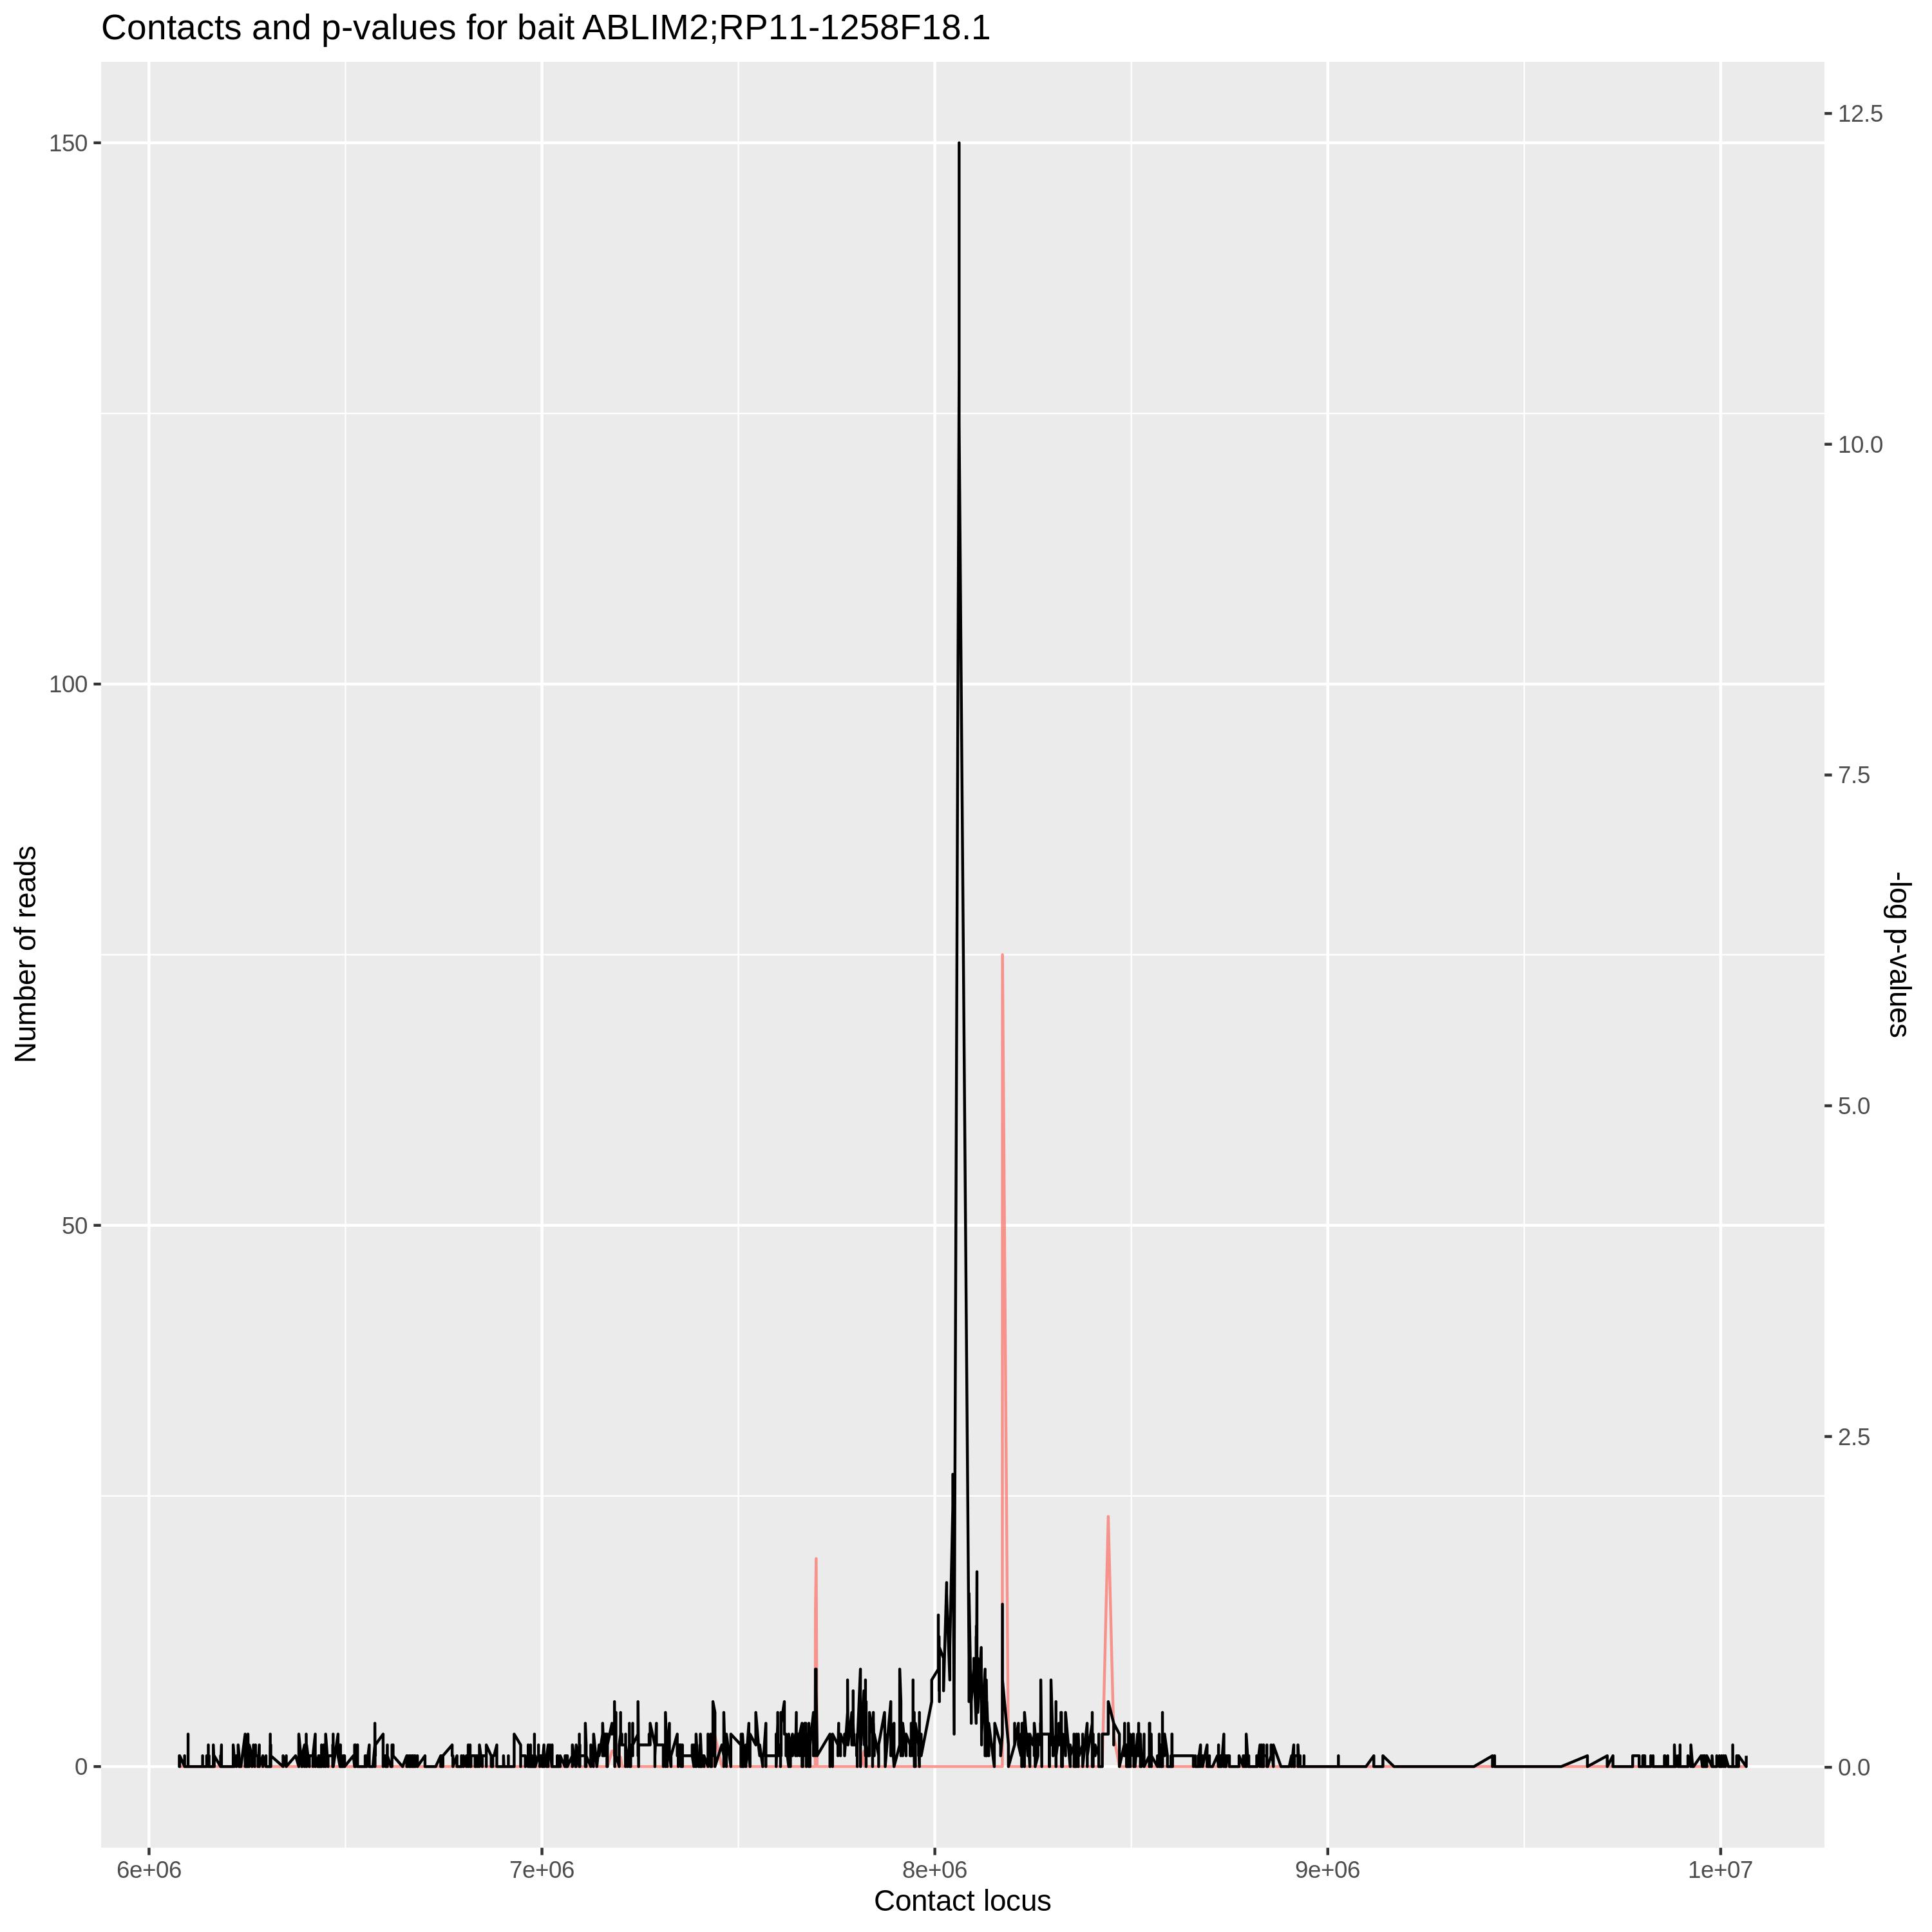 Contacts and p-values for bait ABLIM2;RP11-1258F18.1
150
100
50
0
Number of reads
12.5
10.0
7.5
5.0
2.5
0.0
-log p-values
6e+06
7e+06
8e+06
9e+06
1e+07
Contact locus